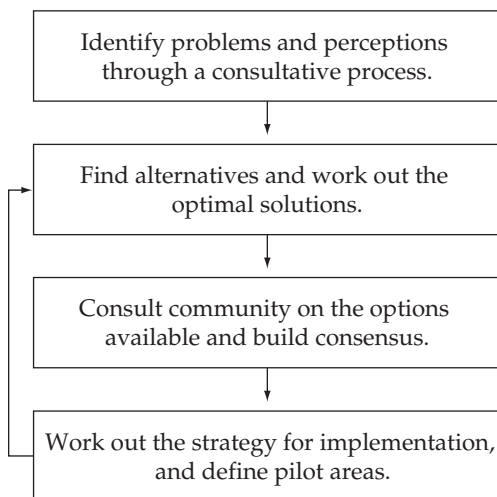 Identify problems and perceptions
through a consultative process.
Find alternatives and work out the
optimal solutions.
Consult community on the options
available and build consensus.
Work out the strategy for implementation,
and define pilot areas.